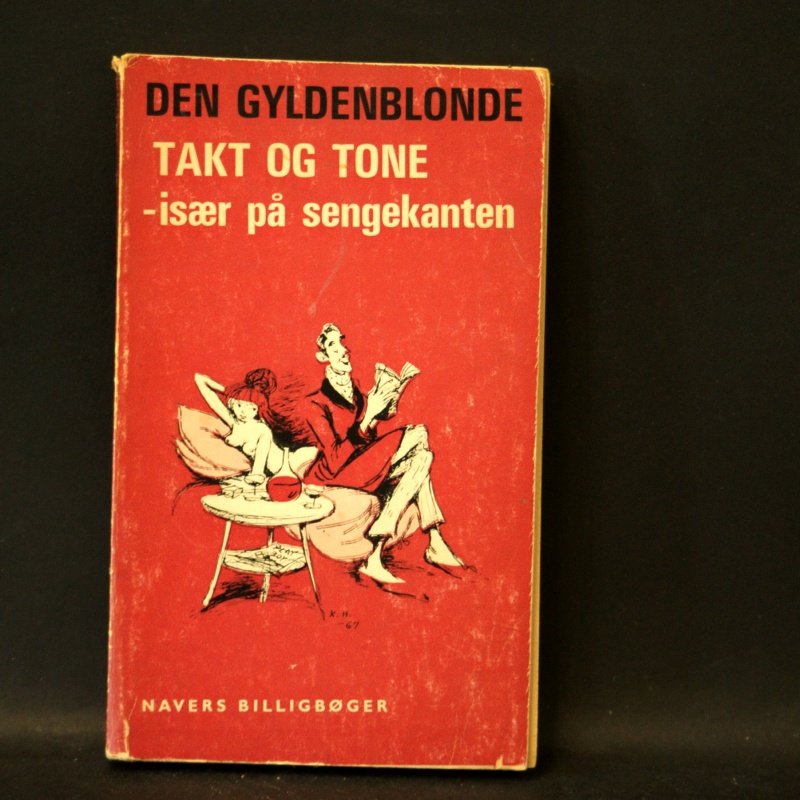 DEN GYLDENBLONDE
TAKT OG TONE
-især på sengekanten
K.H.
-67
NAVERS BILLIGBØGER